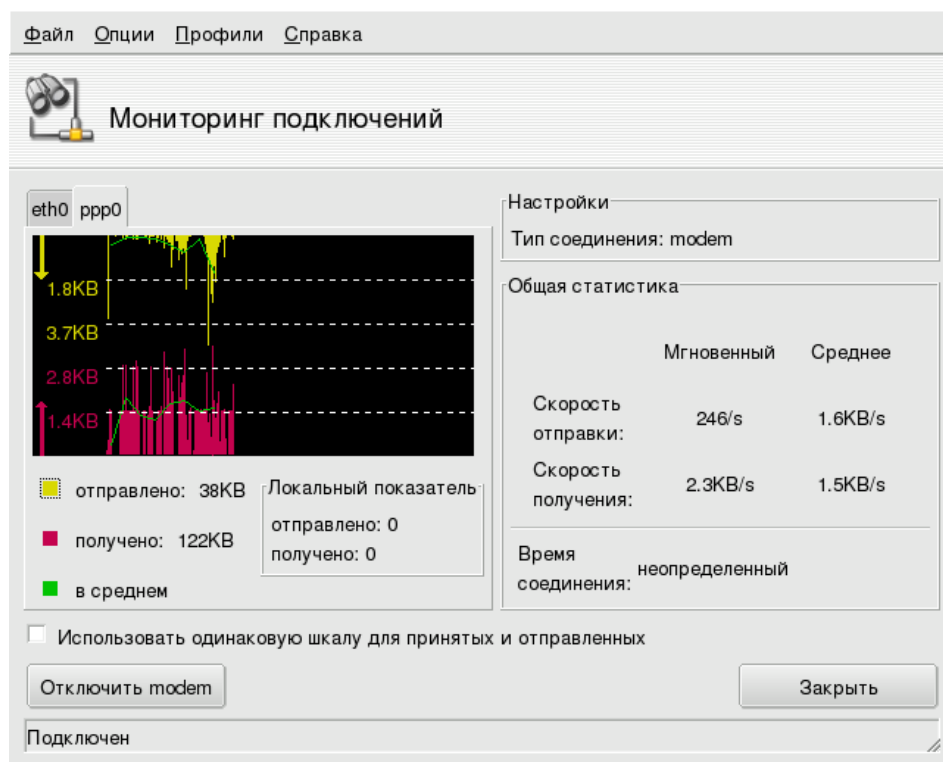 Файл Опции Профили Справка
Мониторинг подключений
eth0 ppp0
1.8KB
3.7KB
2.8KB
1.4KB
отправлено: 38KB
получено: 122KB
в среднем
Локальный показатель
отправлено: 0
получено: 0
Настройки
Тип соединения: modem
Общая статистика
Мгновенный Среднее
Скорость
отправки: 246/s 1.6KB/s
Скорость
получения: 2.3KB/s 1.5KB/s
Время
соединения: неопределенный
Использовать одинаковую шкалу для принятых и отправленных
Отключить modem Закрыть
Подключен